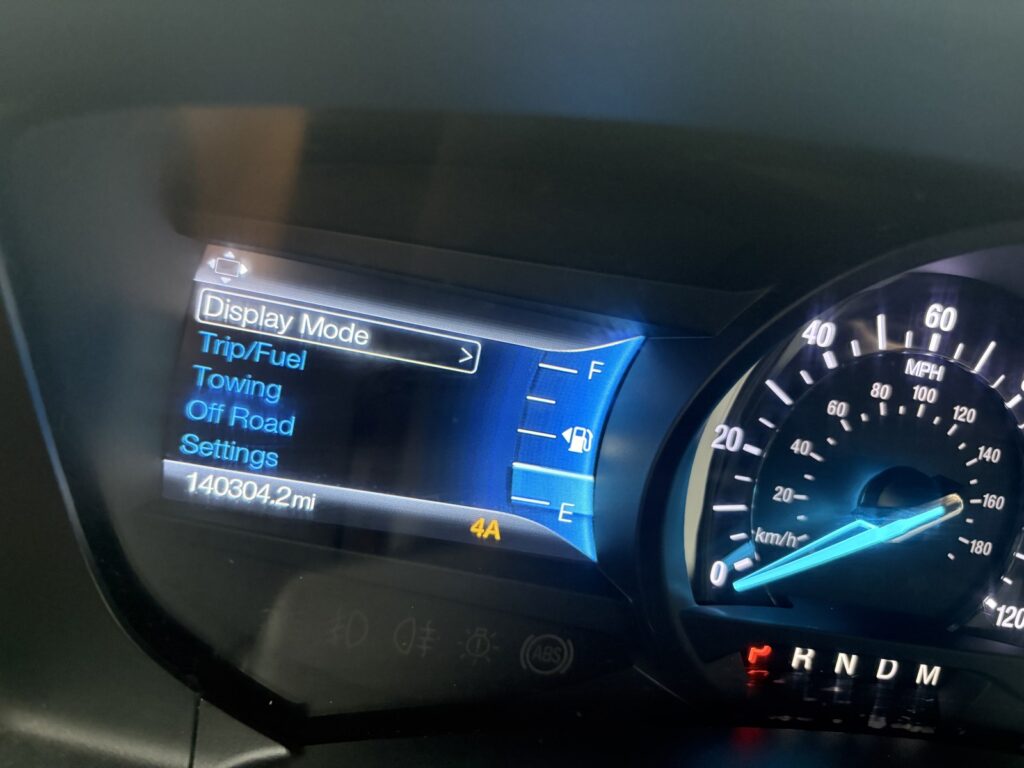 Display Mode >
Trip/Fuel
Towing
Off Road
Settings
140304.2mi
4A
F
E
ABS
0
20
40
60
120
MPH
20
40
60
80
100
120
140
160
180
km/h
P R N D M